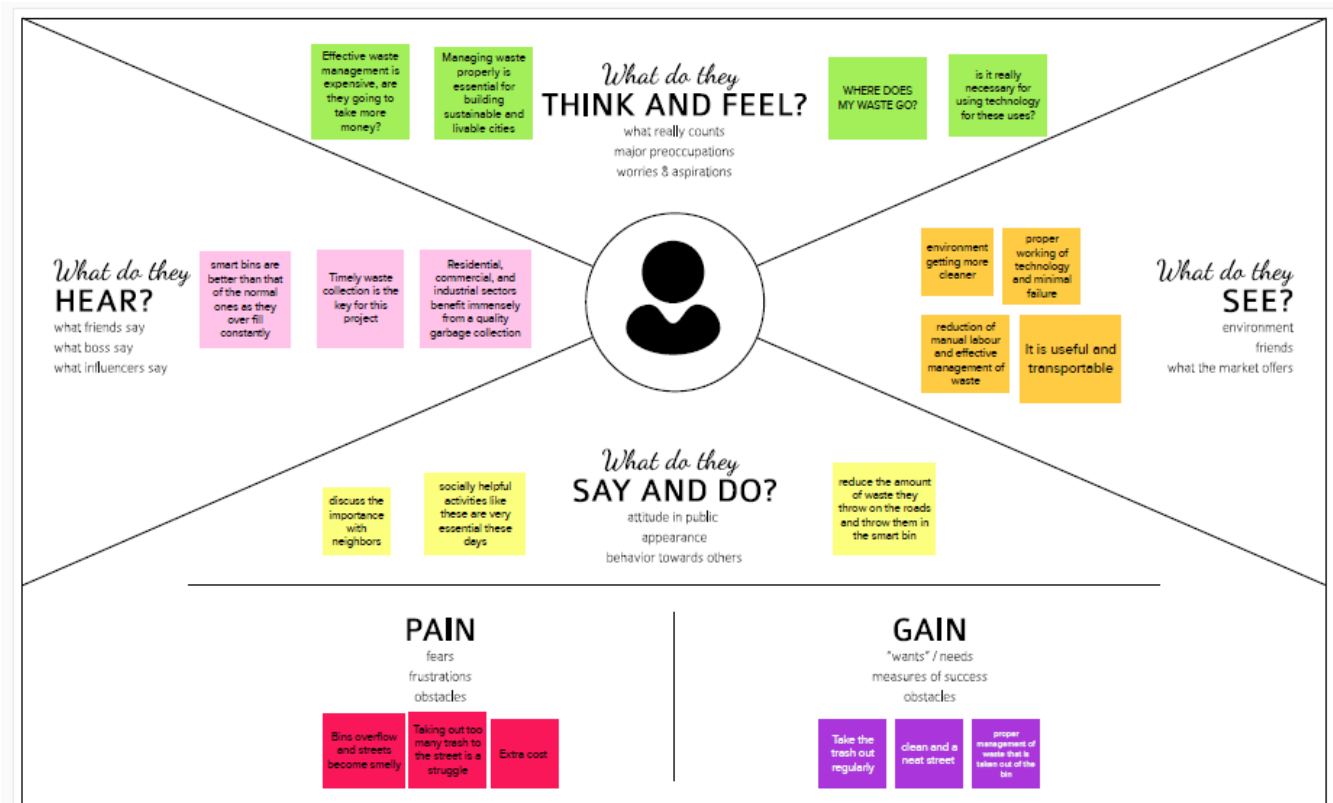 Effective waste
management is
expensive, are
they going to
take more
money?
Managing waste
properly is
essential for
building
sustainable and
livable cities
What do they
THINK AND FEEL?
what really counts
major preoccupations
worries & aspirations
WHERE DOES
MY WASTE GO?
is it really
necessary for
using technology
for these uses?
What do they
HEAR?
what friends say
what boss say
what influencers say
smart bins are
better than that
of the normal
ones as they
over fill
constantly
Timely waste
collection is the
key for this
project
Residential,
commercial, and
industrial sectors
benefit immensely
from a quality
garbage collection
environment
getting more
cleaner
proper
working of
technology
and minimal
failure
reduction of
manual labour
and effective
management of
waste
It is useful and
transportable
What do they
SEE?
environment
friends
what the market offers
discuss the
importance
with
neighbors
socially helpful
activities like
these are very
essential these
days
What do they
SAY AND DO?
attitude in public
appearance
behavior towards others
reduce the amount
of waste they
throw on the roads
and throw them in
the smart bin
PAIN
fears
frustrations
obstacles
Bins overflow
and streets
become smelly
Taking out too
many trash to
the street is a
struggle
Extra cost
GAIN
"wants" / needs
measures of success
obstacles
Take the
trash out
regularly
clean and a
neat street
proper
management of
waste that is
taken out of the
bin